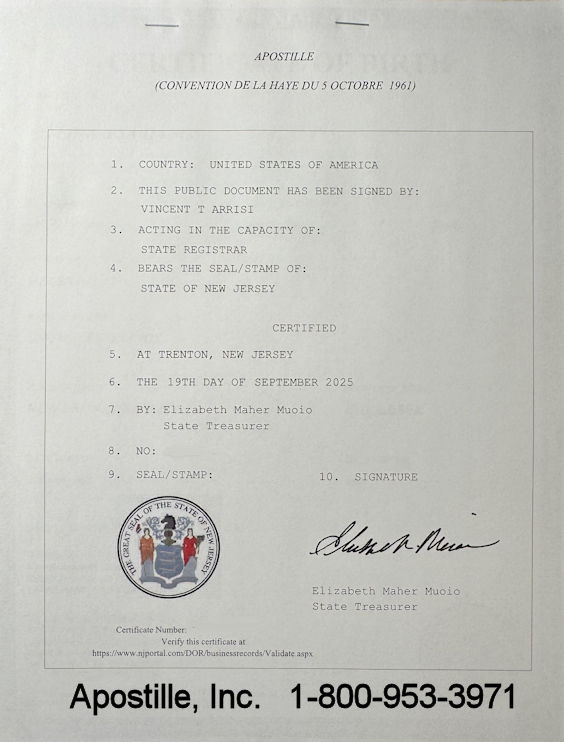 APOSTILLE
(CONVENTION DE LA HAYE DU 5 OCTOBRE 1961)
1. COUNTRY: UNITED STATES OF AMERICA
2. THIS PUBLIC DOCUMENT HAS BEEN SIGNED BY:
VINCENT T ARRISI
3. ACTING IN THE CAPACITY OF:
STATE REGISTRAR
4. BEARS THE SEAL/STAMP OF:
STATE OF NEW JERSEY
CERTIFIED
5. AT TRENTON, NEW JERSEY
6. THE 19TH DAY OF SEPTEMBER 2025
7. BY: Elizabeth Maher Muoio
State Treasurer
8. NO:
9. SEAL/STAMP:
10. SIGNATURE
THE GREAT SEAL OF THE STATE OF NEW JERSEY
Elizabeth Maher Muoio
State Treasurer
Certificate Number:
Verify this certificate at
https://www.njportal.com/DOR/businessrecords/Validate.aspx
Apostille, Inc. 1-800-953-3971